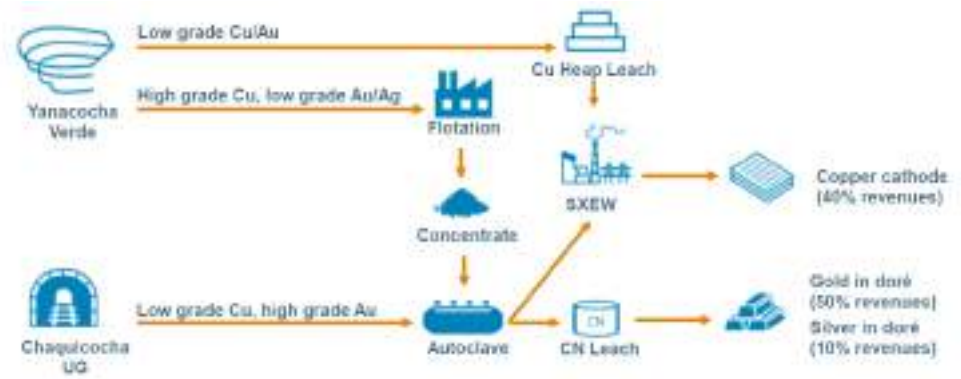 Low grade Cu/Au
Cu Heap Leach
High grade Cu, low grade Au/Ag
Yanacocha
Verde
Flotation
SXEW
Copper cathode
(40% revenues)
Concentrate
Low grade Cu, high grade Au
Chaquicocha
UG
Autoclave
CN
CN Leach
Gold in doré
(50% revenues)
Silver in doré
(10% revenues)